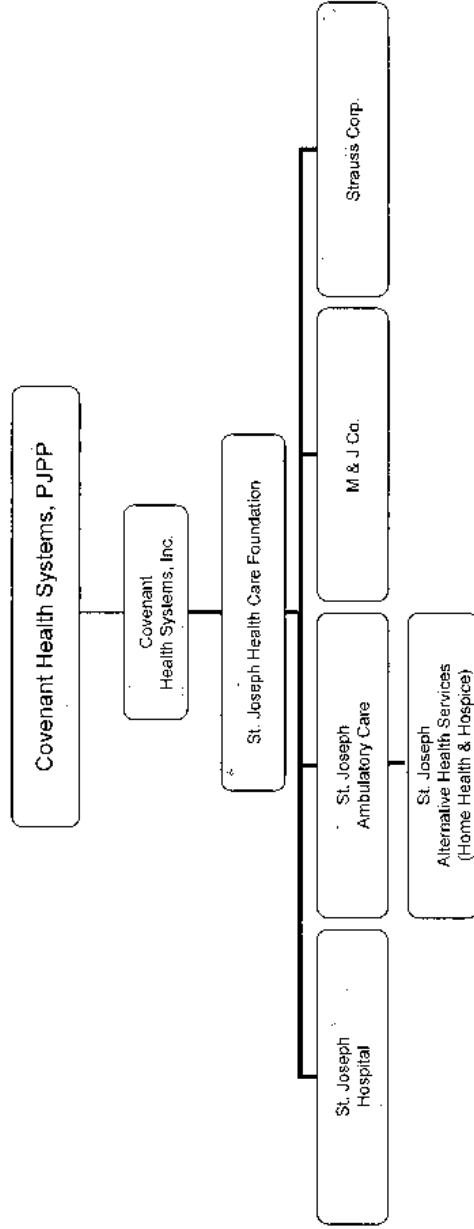 Covenant Health Systems, PJPP
Covenant
Health Systems, Inc.
St. Joseph Health Care Foundation
St. Joseph
Hospital
St. Joseph
Ambulatory Care
M & J Co.
Strauss Corp.
St. Joseph
Alternative Health Services
(Home Health & Hospice)